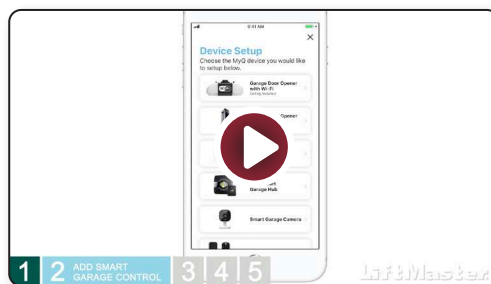 9:41 AM
Device Setup
Choose the MyQ device you would like
to setup below.
Garage Door Opener
with Wi-Fi
Opener
Garage Hub
Smart Garage Camera
1 2 ADD SMART
GARAGE CONTROL 3 4 5
LiftMaster